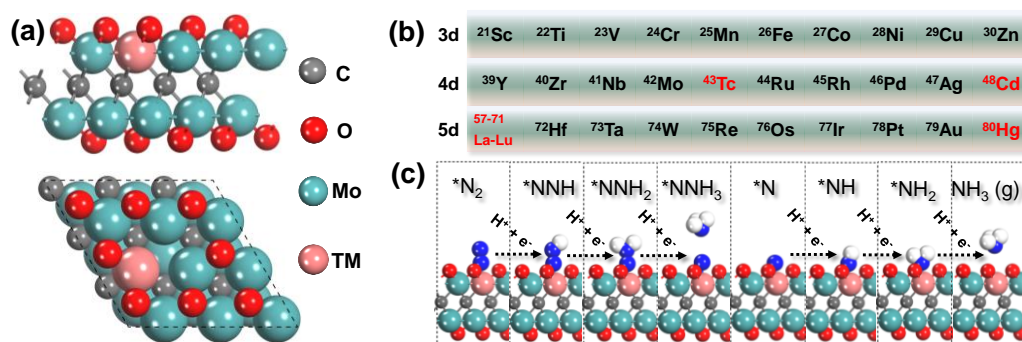 (a)
C
O
Mo
TM
(b)
3d ²¹Sc ²²Ti ²³V ²⁴Cr ²⁵Mn ²⁶Fe ²⁷Co ²⁸Ni ²⁹Cu ³⁰Zn
4d ³⁹Y ⁴⁰Zr ⁴¹Nb ⁴²Mo ⁴³Tc ⁴⁴Ru ⁴⁵Rh ⁴⁶Pd ⁴⁷Ag ⁴⁸Cd
5d ⁵⁷⁻⁷¹La-Lu ⁷²Hf ⁷³Ta ⁷⁴W ⁷⁵Re ⁷⁶Os ⁷⁷Ir ⁷⁸Pt ⁷⁹Au ⁸⁰Hg
(c)
*N₂ *NNH *NNH₂ *NNH₃ *N *NH *NH₂ NH₃ (g)
H⁺ + e⁻ H⁺ + e⁻ H⁺ + e⁻ H⁺ + e⁻ H⁺ + e⁻ H⁺ + e⁻